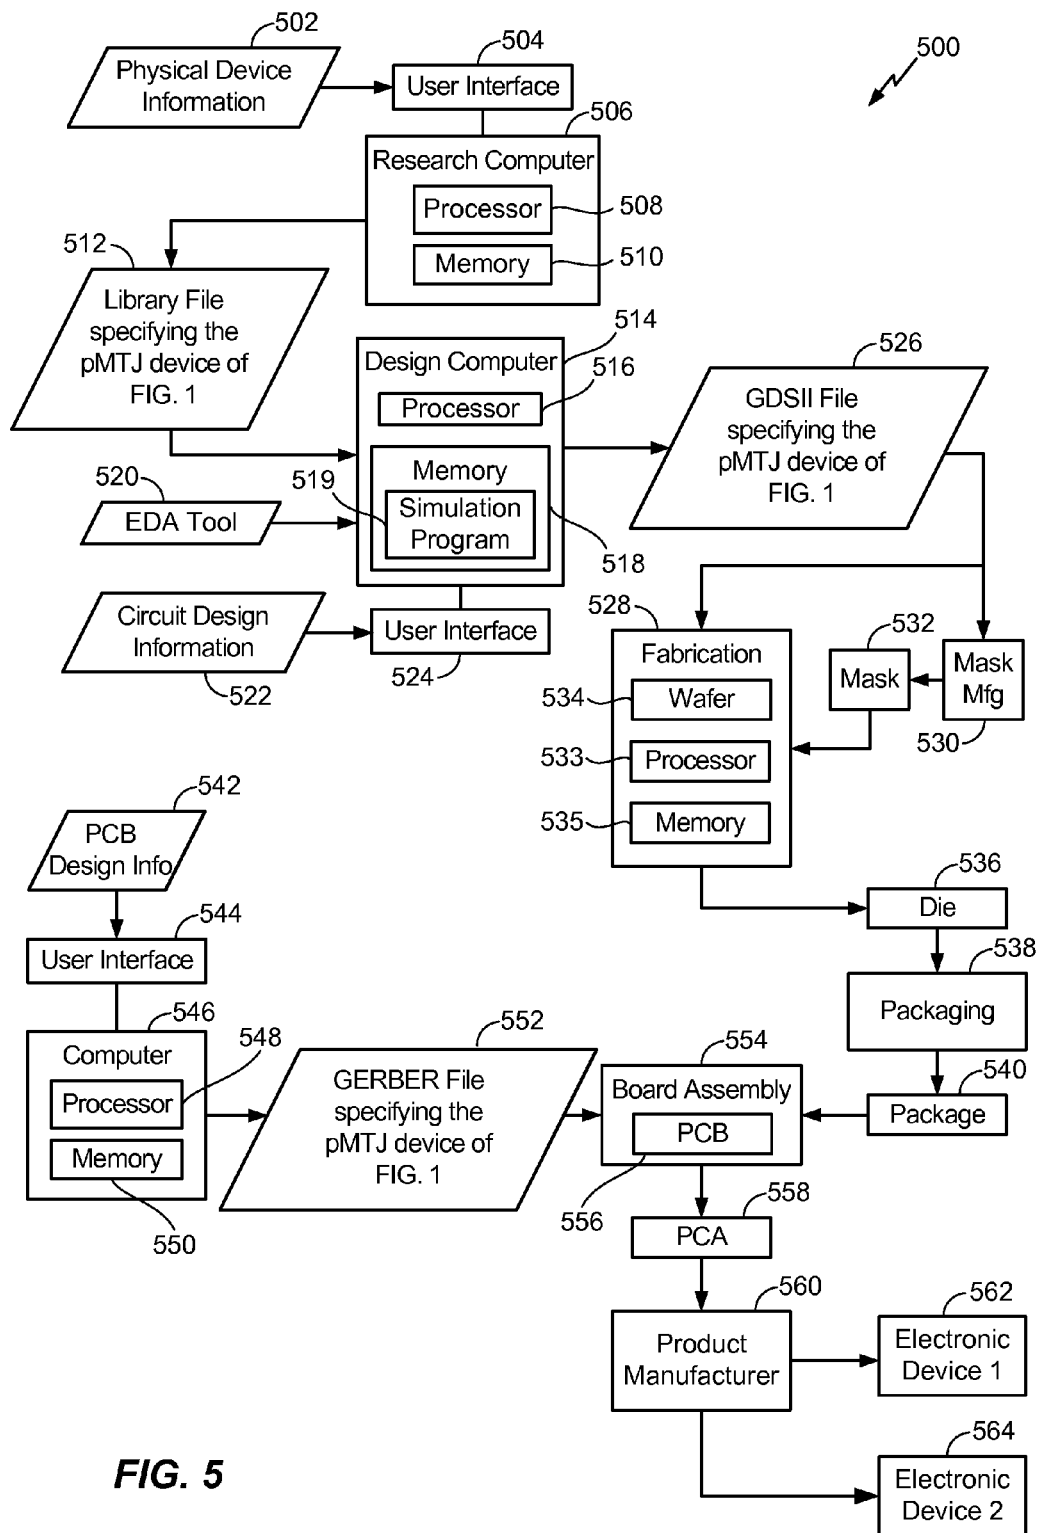 502
Physical Device
Information
504
User Interface
500
506
Research Computer
Processor
508
Memory
510
512
Library File
specifying the
pMTJ device of
FIG. 1
514
Design Computer
516
Processor
Memory
519
Simulation
Program
518
520
EDA Tool
526
GDSII File
specifying the
pMTJ device of
FIG. 1
Circuit Design
Information
522
User Interface
524
528
Fabrication
534
Wafer
533
Processor
535
Memory
532
Mask
Mask
Mfg
530
542
PCB
Design Info
544
User Interface
546
Computer
548
Processor
Memory
550
552
GERBER File
specifying the
pMTJ device of
FIG. 1
536
Die
538
Packaging
540
Package
554
Board Assembly
PCB
556
558
PCA
560
Product
Manufacturer
562
Electronic
Device 1
564
Electronic
Device 2
FIG. 5